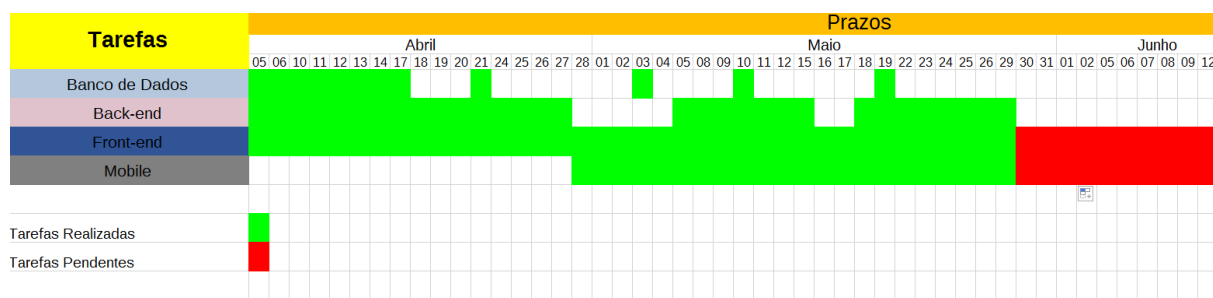 Tarefas
Prazos
Abril Maio Junho
05 06 10 11 12 13 14 17 18 19 20 21 24 25 26 27 28 01 02 03 04 05 08 09 10 11 12 15 16 17 18 19 22 23 24 25 26 29 30 31 01 02 05 06 07 08 09 12
Banco de Dados
Back-end
Front-end
Mobile
Tarefas Realizadas
Tarefas Pendentes